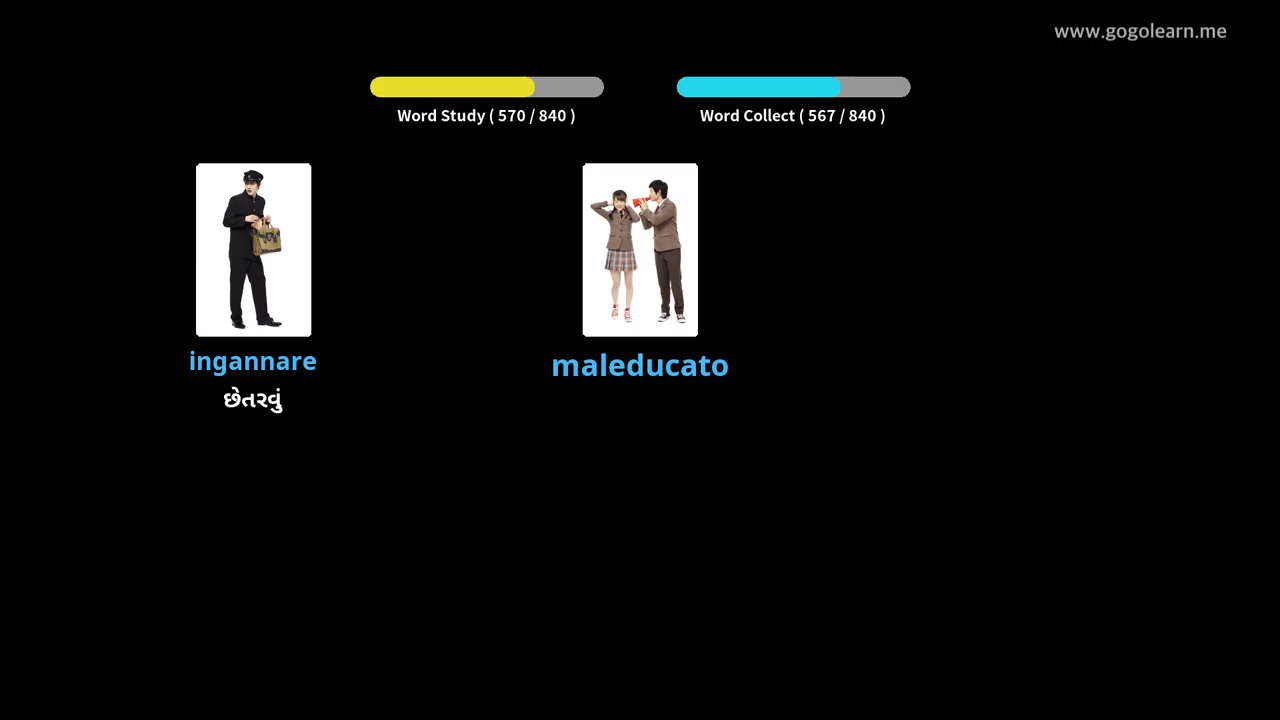 www.gogolearn.me
Word Study ( 570 / 840 )
Word Collect ( 567 / 840 )
ingannare
છેતરવું
maleducato